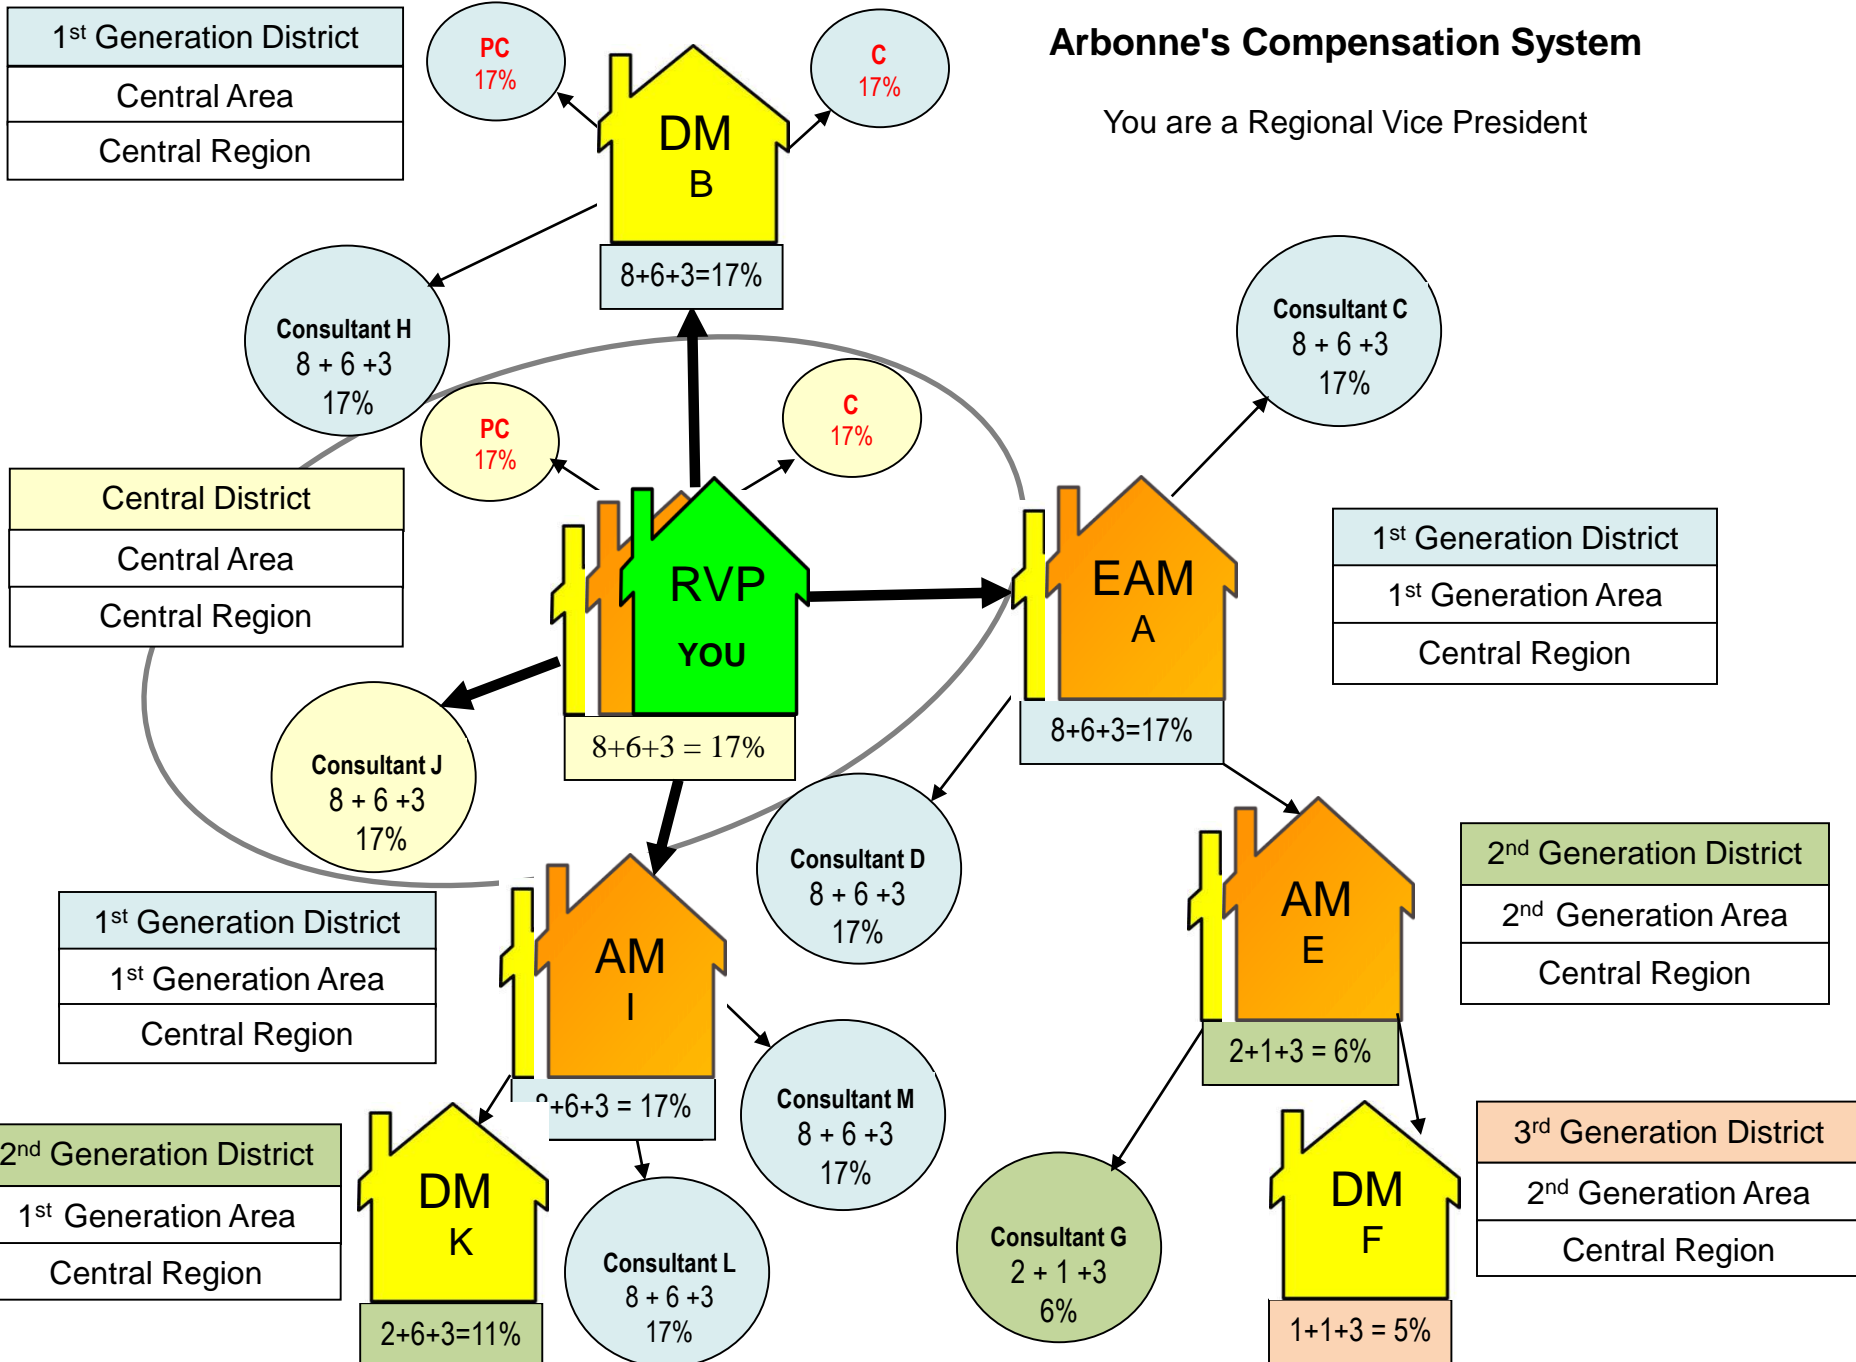 Arbonne's Compensation System
You are a Regional Vice President
1st Generation District
Central Area
Central Region
PC
17%
C
17%
DM
B
8+6+3=17%
Consultant H
8 + 6 +3
17%
Consultant C
8 + 6 +3
17%
PC
17%
C
17%
Central District
Central Area
Central Region
RVP
YOU
8+6+3 = 17%
EAM
A
8+6+3=17%
1st Generation District
1st Generation Area
Central Region
Consultant J
8 + 6 +3
17%
Consultant D
8 + 6 +3
17%
AM
E
2+1+3 = 6%
2nd Generation District
2nd Generation Area
Central Region
1st Generation District
1st Generation Area
Central Region
AM
I
+6+3 = 17%
Consultant M
8 + 6 +3
17%
2nd Generation District
1st Generation Area
Central Region
DM
K
2+6+3=11%
Consultant L
8 + 6 +3
17%
Consultant G
2 + 1 +3
6%
DM
F
1+1+3 = 5%
3rd Generation District
2nd Generation Area
Central Region